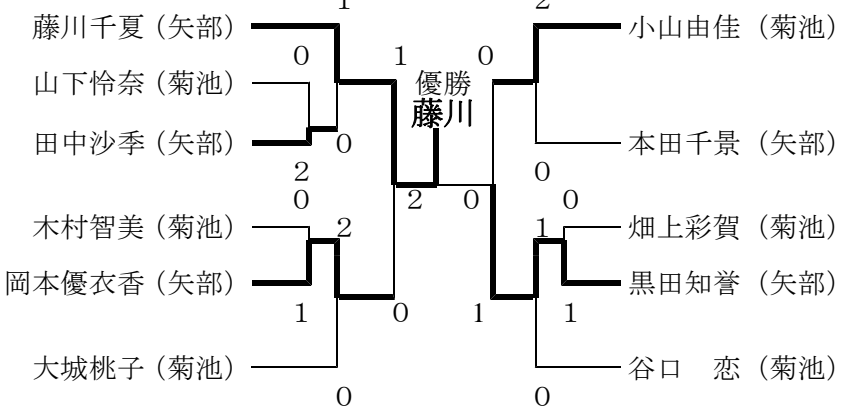 1 2
藤川千夏（矢部） 小山由佳（菊池）
0 1 0
山下怜奈（菊池） 優勝
藤川
田中沙季（矢部） 0 本田千景（矢部）
2 0
0 2 0 0
木村智美（菊池） 2 1 畑上彩賀（菊池）
岡本優衣香（矢部） 黒田知誉（矢部）
1 0 1 1
大城桃子（菊池） 谷口　恋（菊池）
0 0